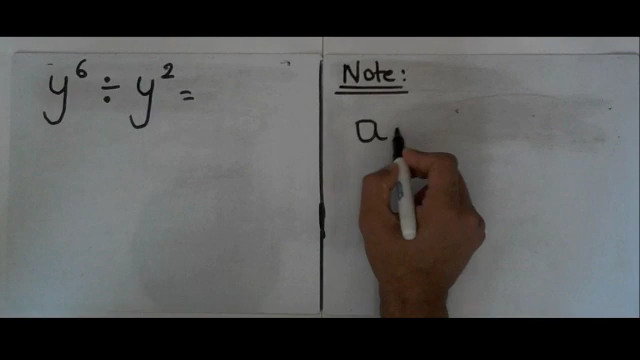 y⁶ ÷ y² =
Note:
a